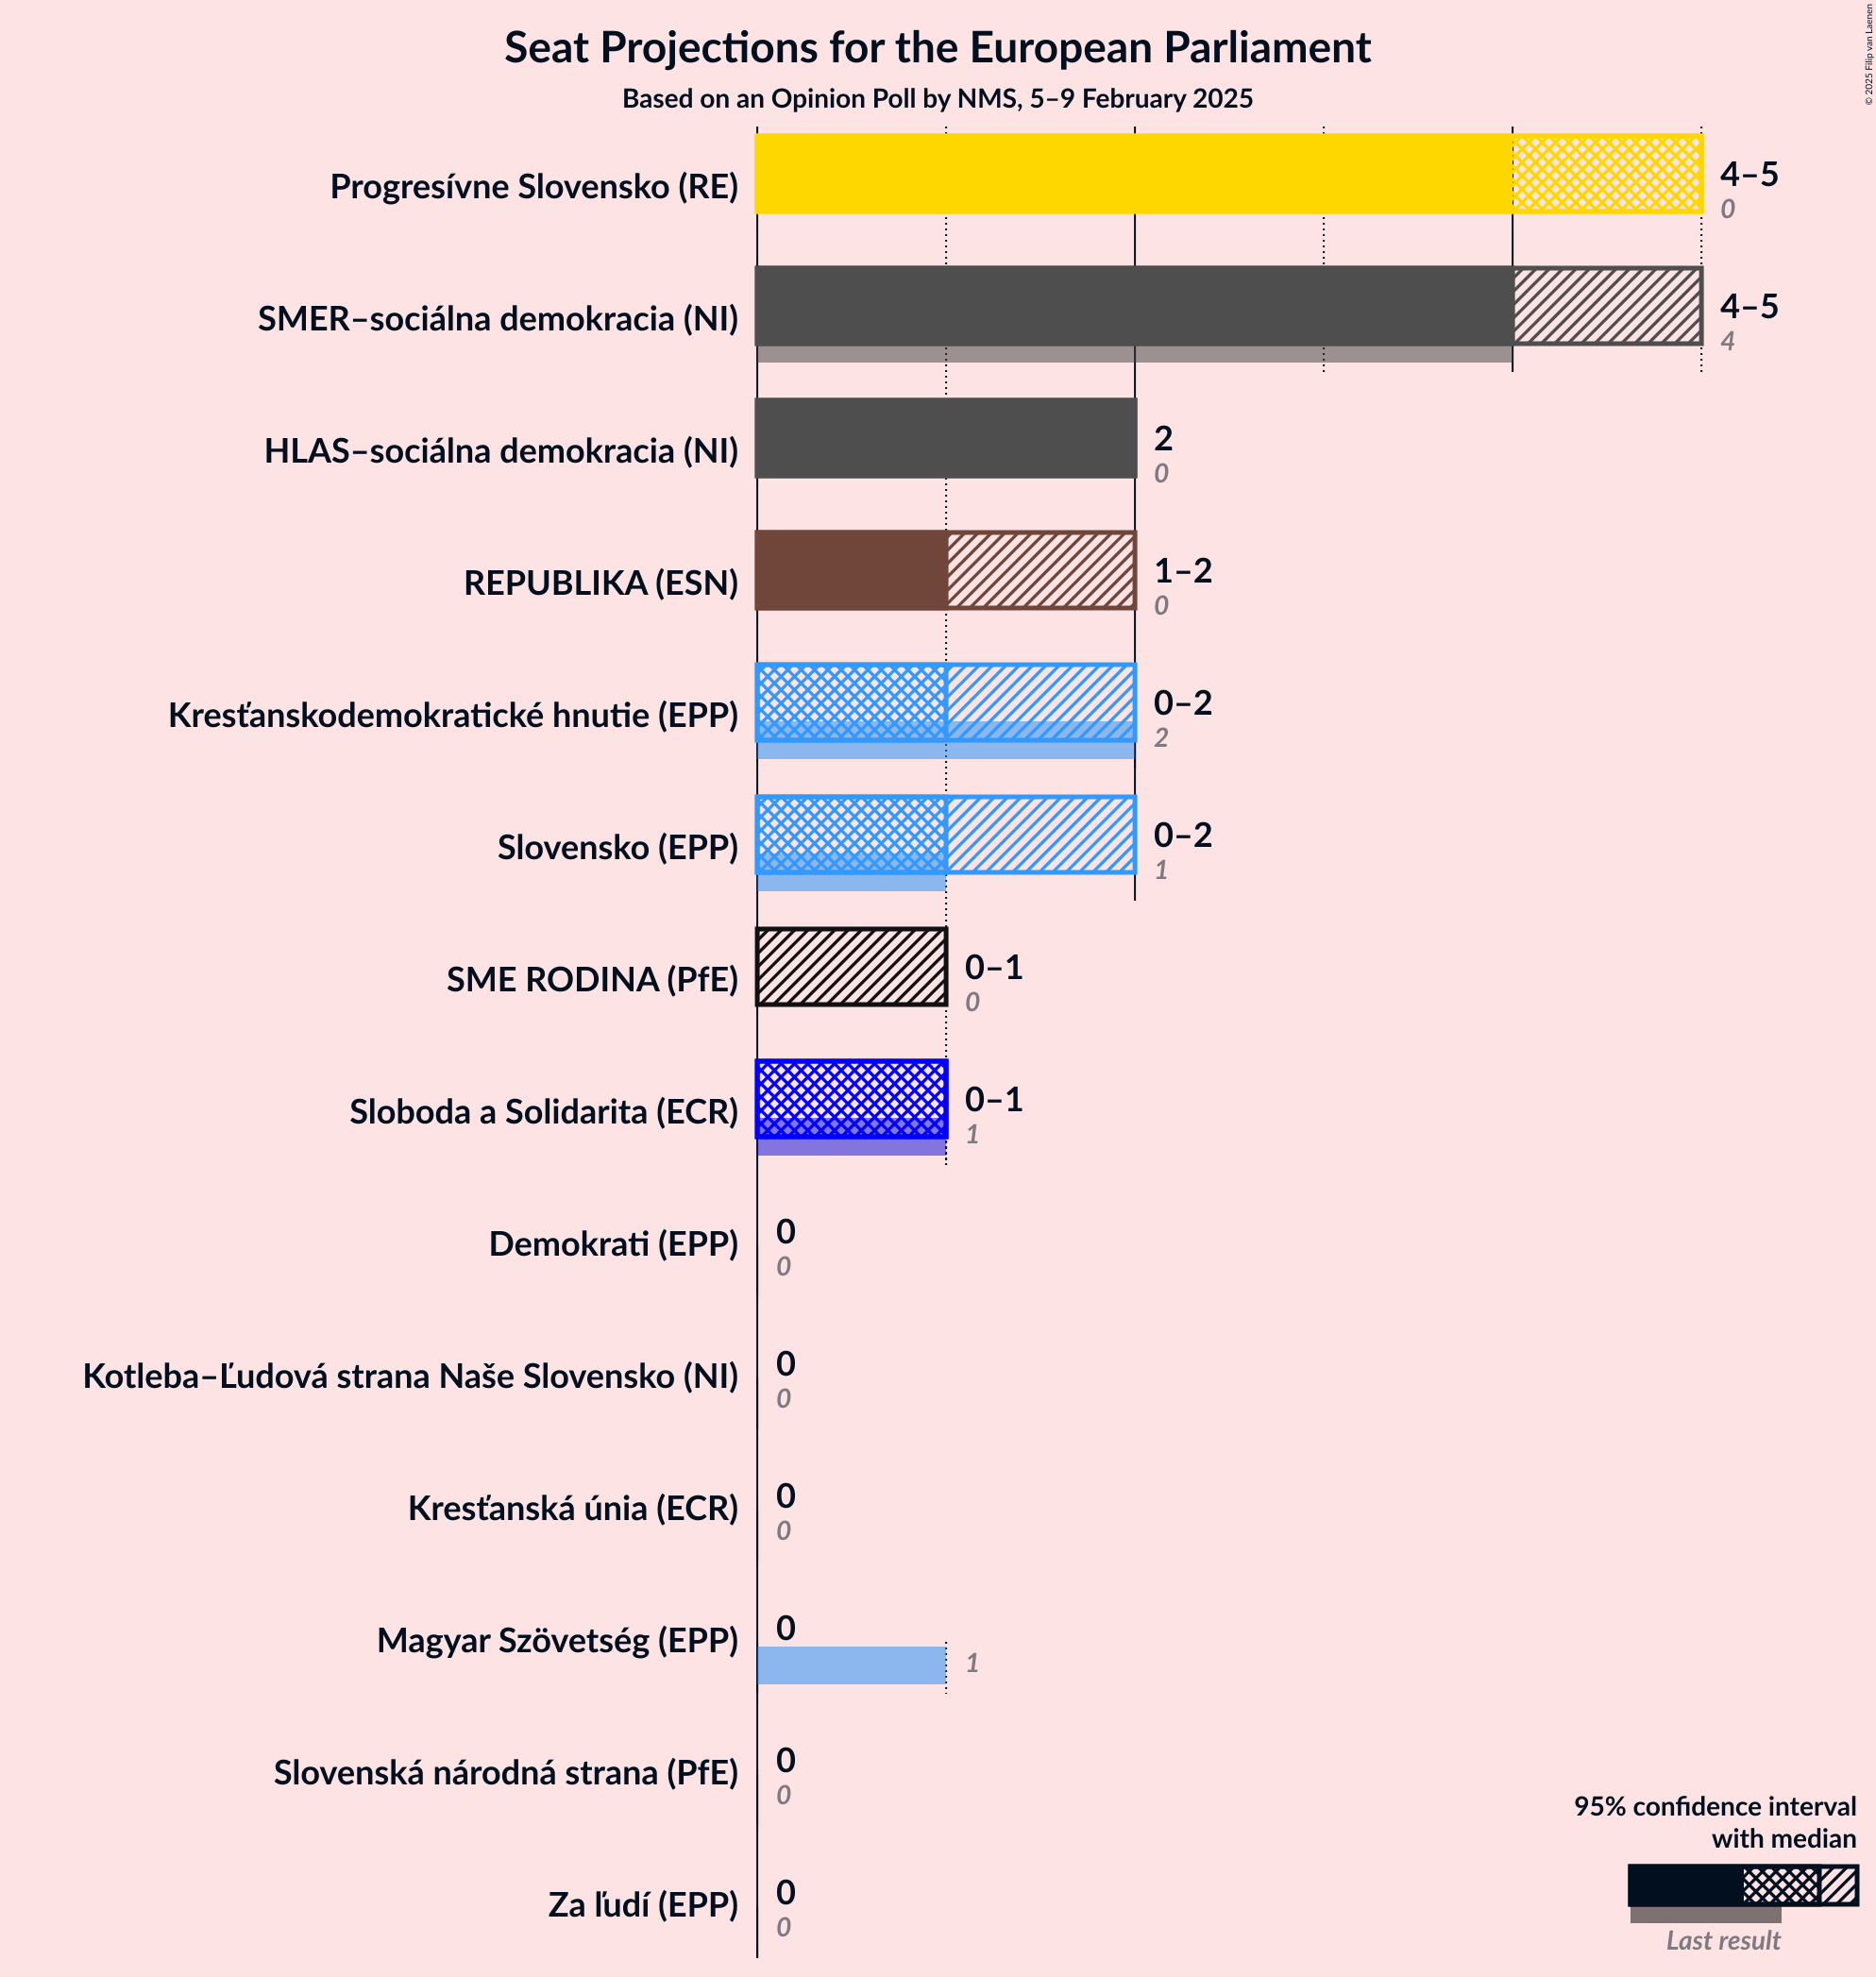 Seat Projections for the European Parliament
Based on an Opinion Poll by NMS, 5–9 February 2025
© 2025 Filip van Laenen
Progresívne Slovensko (RE)
4–5
0
SMER–sociálna demokracia (NI)
4–5
4
HLAS–sociálna demokracia (NI)
2
0
REPUBLIKA (ESN)
1–2
0
Kresťanskodemokratické hnutie (EPP)
0–2
2
Slovensko (EPP)
0–2
1
SME RODINA (PfE)
0–1
0
Sloboda a Solidarita (ECR)
0–1
1
Demokrati (EPP)
0
0
Kotleba–Ľudová strana Naše Slovensko (NI)
0
0
Kresťanská únia (ECR)
0
0
Magyar Szövetség (EPP)
0
1
Slovenská národná strana (PfE)
0
0
Za ľudí (EPP)
0
0
95% confidence interval
with median
Last result